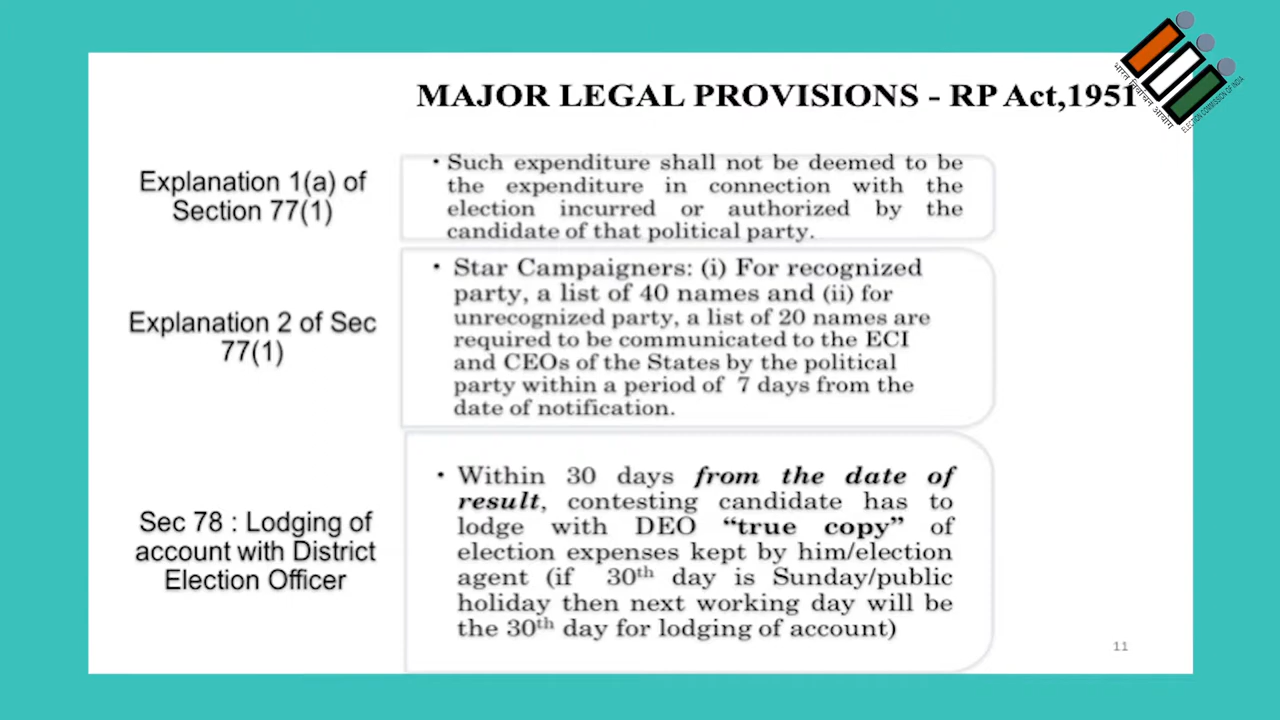 MAJOR LEGAL PROVISIONS - RP Act,1951
भारत निर्वाचन आयोग
ELECTION COMMISSION OF INDIA
Explanation 1(a) of
Section 77(1)
• Such expenditure shall not be deemed to be
the expenditure in connection with the
election incurred or authorized by the
candidate of that political party.
Explanation 2 of Sec
77(1)
• Star Campaigners: (i) For recognized
party, a list of 40 names and (ii) for
unrecognized party, a list of 20 names are
required to be communicated to the ECI
and CEOs of the States by the political
party within a period of 7 days from the
date of notification.
Sec 78 : Lodging of
account with District
Election Officer
• Within 30 days from the date of
result, contesting candidate has to
lodge with DEO “true copy” of
election expenses kept by him/election
agent (if 30th day is Sunday/public
holiday then next working day will be
the 30th day for lodging of account)
11